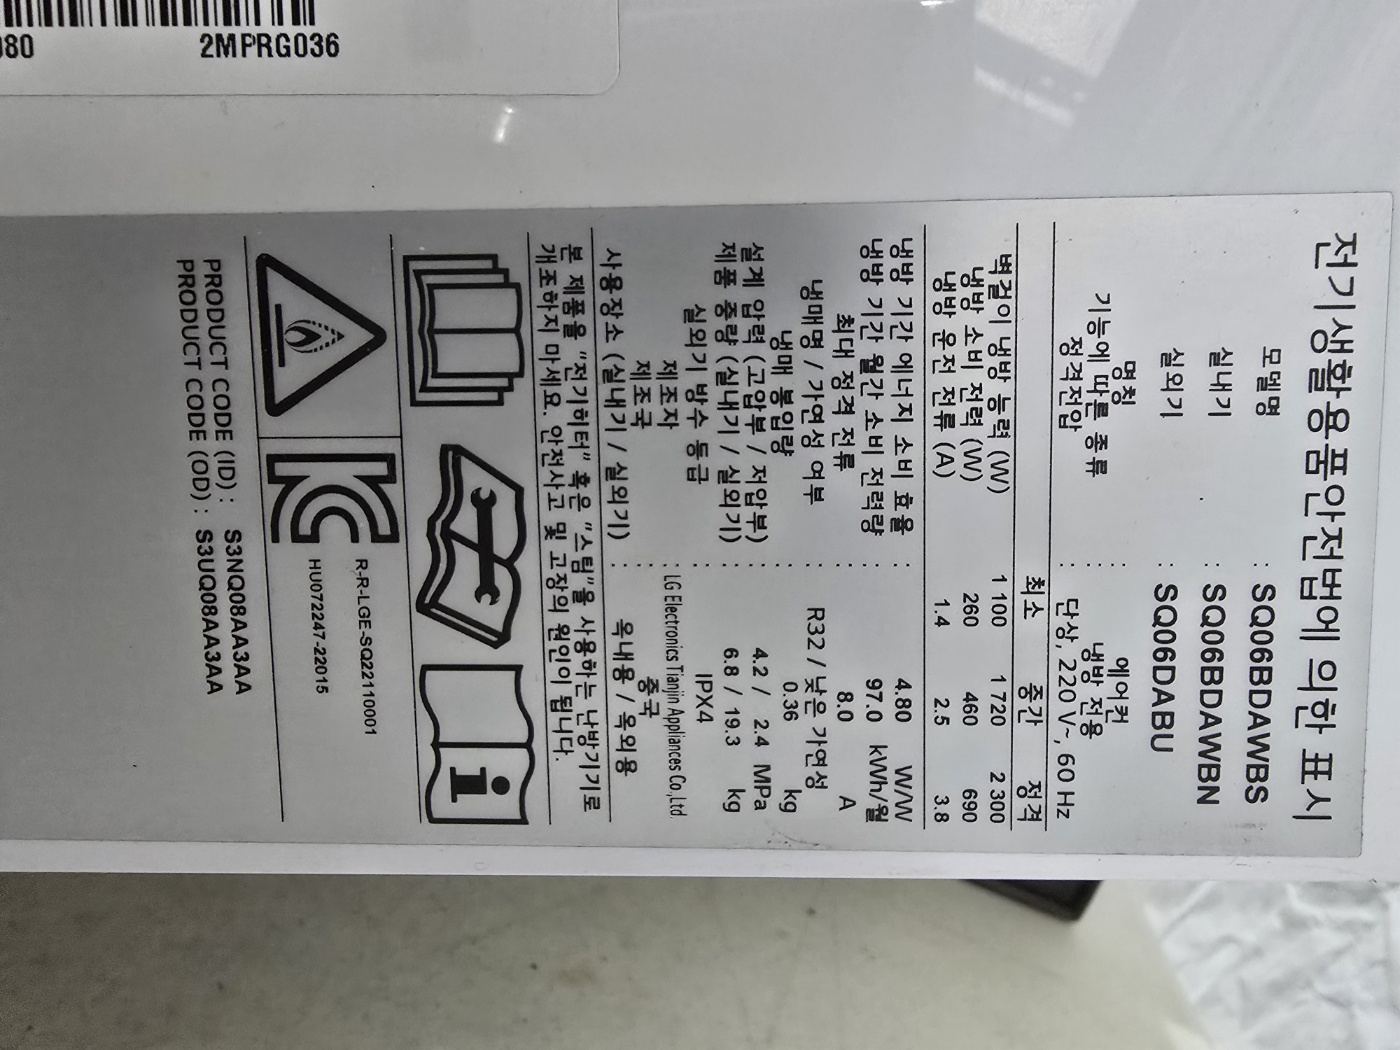 080
2MPRG036
전기생활용품안전법에 의한 표시
모델명 : SQ06BDAWBS
실내기 : SQ06BDAWBN
실외기 : SQ06DABU
명칭 : 에어컨
기능에 따른 종류 : 냉방 전용
정격전압 : 단상, 220 V~, 60 Hz
최소 중간 정격
벽걸이 냉방 능력 (W) 1 100 1 720 2 300
냉방 소비 전력 (W) 260 460 690
냉방 운전 전류 (A) 1.4 2.5 3.8
냉방 기간 에너지 소비 효율 : 4.80 W/W
냉방 기간 월간 소비 전력량 : 97.0 kWh/월
최대 정격 전류 : 8.0 A
냉매명 / 가연성 여부 : R32 / 낮은 가연성
냉매 봉입량 : 0.36 kg
설계 압력 (고압부 / 저압부) : 4.2 / 2.4 MPa
제품 중량 (실내기 / 실외기) : 6.8 / 19.3 kg
실외기 방수 등급 : IPX4
제조자 : LG Electronics Tianjin Appliances Co.,Ltd
제조국 : 중국
사용장소 (실내기 / 실외기) : 옥내용 / 옥외용
본 제품을 "전기히터" 혹은 "스팀"을 사용하는 난방기기로
개조하지 마세요. 안전사고 및 고장의 원인이 됩니다.
R-R-LGE-SQ22110001
HU072247-22015
PRODUCT CODE (ID) : S3NQ08AA3AA
PRODUCT CODE (OD) : S3UQ08AA3AA